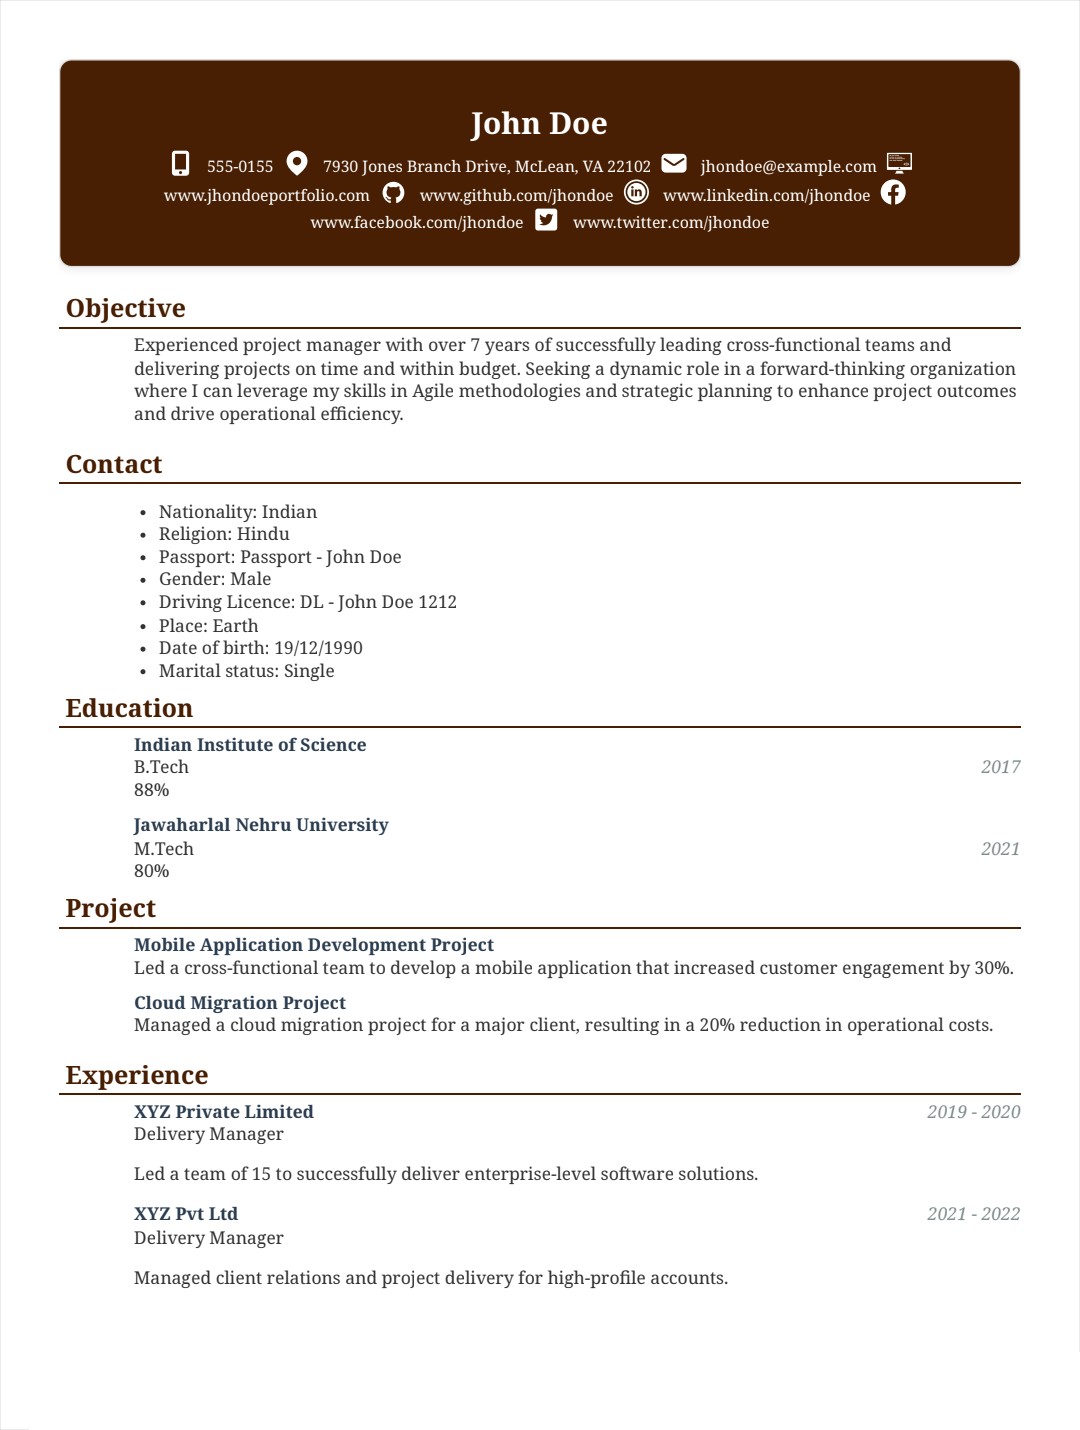 John Doe
555-0155 7930 Jones Branch Drive, McLean, VA 22102 jhondoe@example.com
www.jhondoeportfolio.com www.github.com/jhondoe www.linkedin.com/jhondoe
www.facebook.com/jhondoe www.twitter.com/jhondoe
Objective
Experienced project manager with over 7 years of successfully leading cross-functional teams and
delivering projects on time and within budget. Seeking a dynamic role in a forward-thinking organization
where I can leverage my skills in Agile methodologies and strategic planning to enhance project outcomes
and drive operational efficiency.
Contact
• Nationality: Indian
• Religion: Hindu
• Passport: Passport - John Doe
• Gender: Male
• Driving Licence: DL - John Doe 1212
• Place: Earth
• Date of birth: 19/12/1990
• Marital status: Single
Education
Indian Institute of Science
B.Tech 2017
88%
Jawaharlal Nehru University
M.Tech 2021
80%
Project
Mobile Application Development Project
Led a cross-functional team to develop a mobile application that increased customer engagement by 30%.
Cloud Migration Project
Managed a cloud migration project for a major client, resulting in a 20% reduction in operational costs.
Experience
XYZ Private Limited 2019 - 2020
Delivery Manager
Led a team of 15 to successfully deliver enterprise-level software solutions.
XYZ Pvt Ltd 2021 - 2022
Delivery Manager
Managed client relations and project delivery for high-profile accounts.